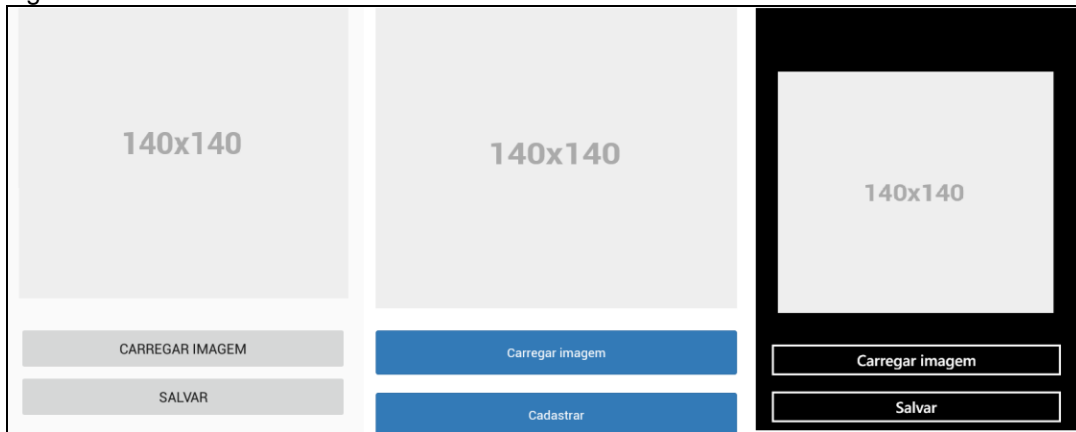 140x140
CARREGAR IMAGEM
SALVAR
140x140
Carregar imagem
Cadastrar
140x140
Carregar imagem
Salvar